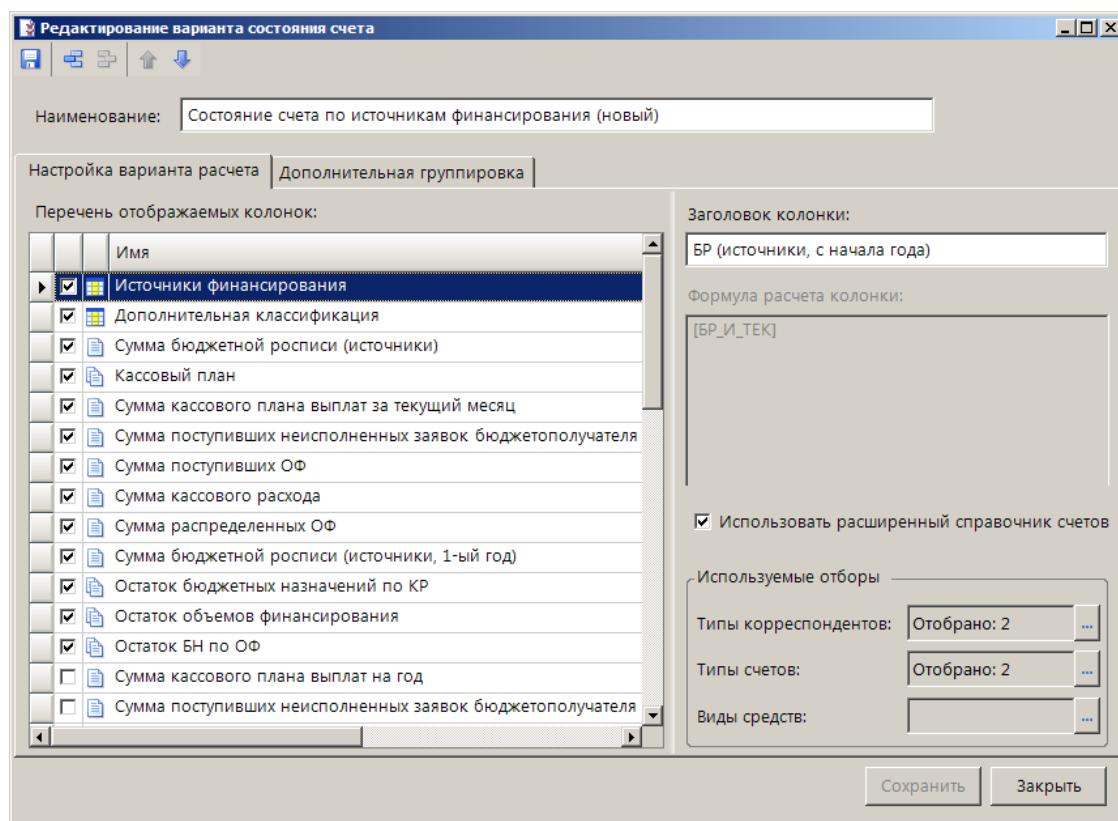 Редактирование варианта состояния счета
Наименование: Состояние счета по источникам финансирования (новый)
Настройка варианта расчета Дополнительная группировка
Перечень отображаемых колонок:
Имя
Источники финансирования
Дополнительная классификация
Сумма бюджетной росписи (источники)
Кассовый план
Сумма кассового плана выплат за текущий месяц
Сумма поступивших неисполненных заявок бюджетополучателя
Сумма поступивших ОФ
Сумма кассового расхода
Сумма распределенных ОФ
Сумма бюджетной росписи (источники, 1-ый год)
Остаток бюджетных назначений по КР
Остаток объемов финансирования
Остаток БН по ОФ
Сумма кассового плана выплат на год
Сумма поступивших неисполненных заявок бюджетополучателя
Заголовок колонки:
БР (источники, с начала года)
Формула расчета колонки:
[БР_И_ТЕК]
Использовать расширенный справочник счетов
Используемые отборы
Типы корреспондентов: Отобрано: 2 ...
Типы счетов: Отобрано: 2 ...
Виды средств: ...
Сохранить Закрыть